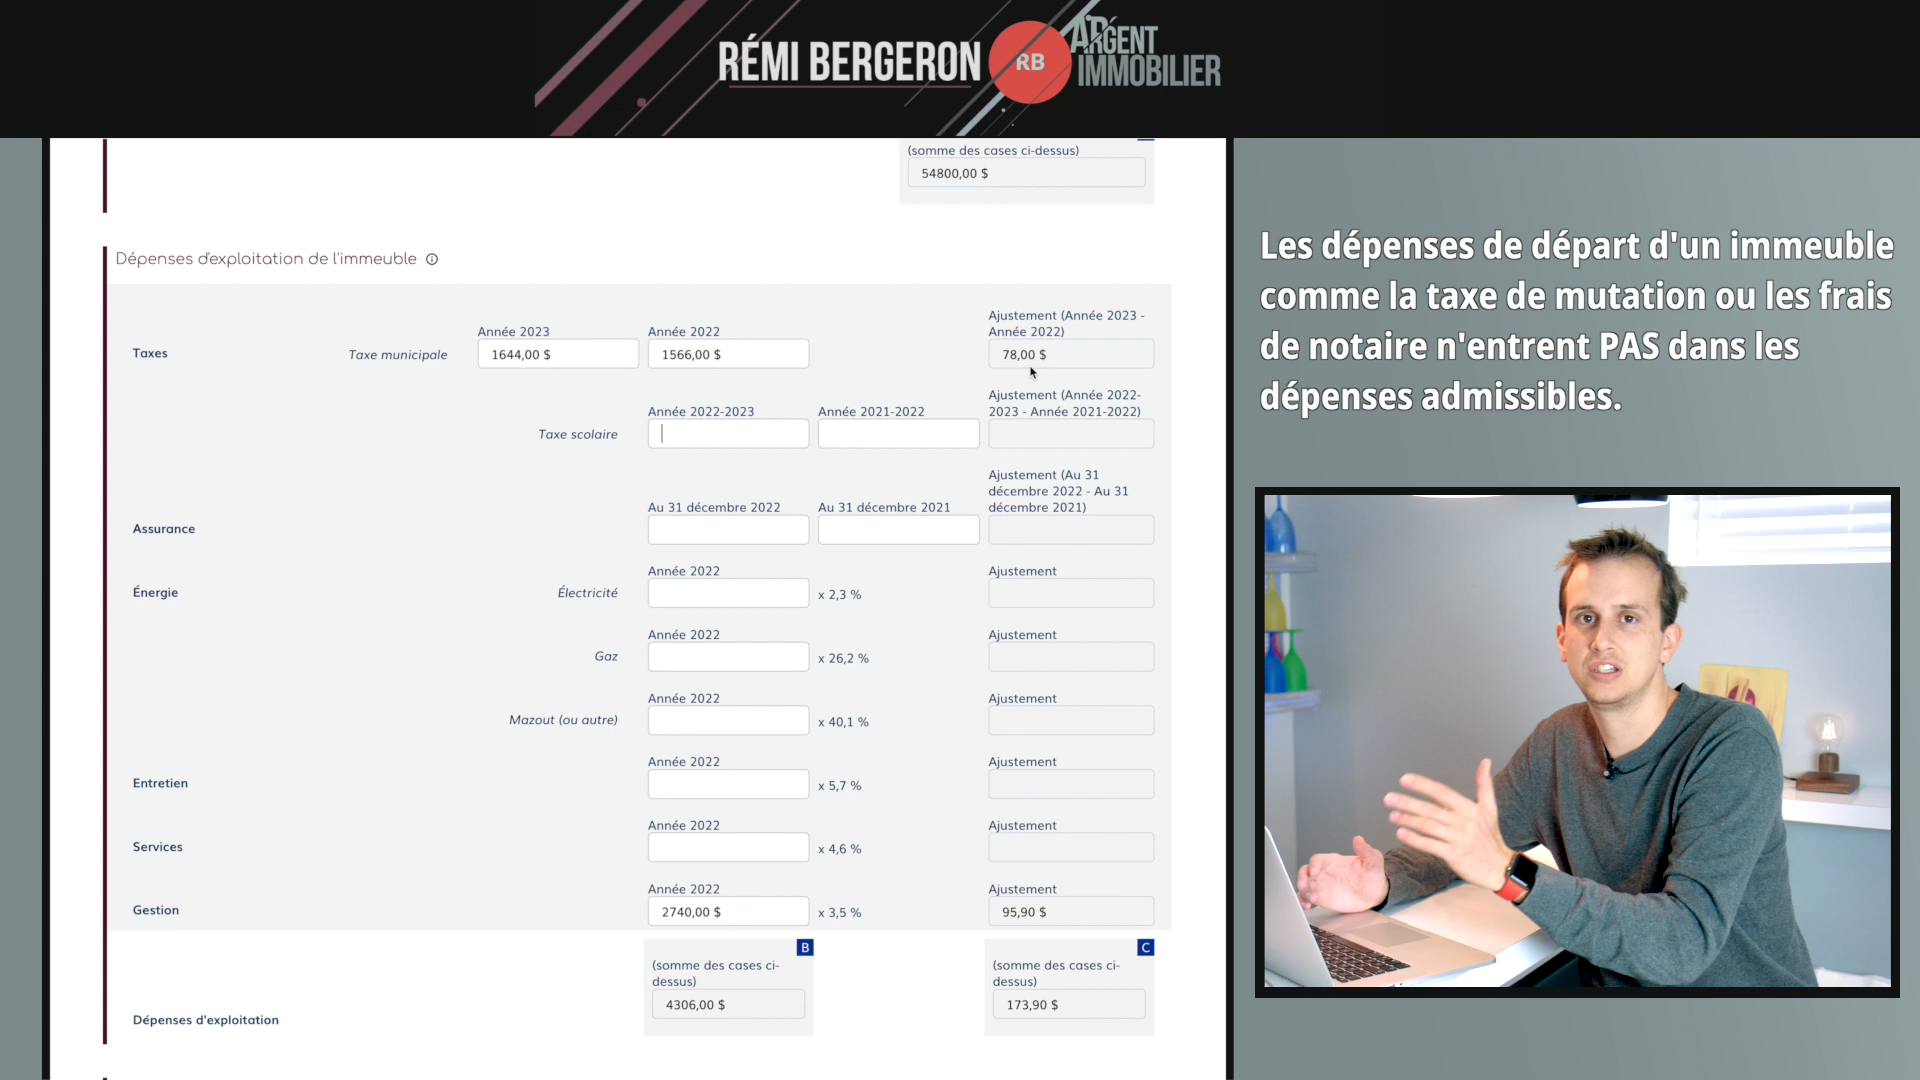 RÉMI BERGERON
RB
ARGENT
IMMOBILIER
(somme des cases ci-dessus)
54800,00 $
Dépenses d'exploitation de l'immeuble
Taxes
Taxe municipale
Année 2023
1644,00 $
Année 2022
1566,00 $
Ajustement (Année 2023 -
Année 2022)
78,00 $
Taxe scolaire
Année 2022-2023
Année 2021-2022
Ajustement (Année 2022-
2023 - Année 2021-2022)
Assurance
Au 31 décembre 2022
Au 31 décembre 2021
Ajustement (Au 31
décembre 2022 - Au 31
décembre 2021)
Énergie
Électricité
Année 2022
x 2,3 %
Ajustement
Gaz
Année 2022
x 26,2 %
Ajustement
Mazout (ou autre)
Année 2022
x 40,1 %
Ajustement
Entretien
Année 2022
x 5,7 %
Ajustement
Services
Année 2022
x 4,6 %
Ajustement
Gestion
Année 2022
2740,00 $
x 3,5 %
Ajustement
95,90 $
Dépenses d'exploitation
B
(somme des cases ci-
dessus)
4306,00 $
C
(somme des cases ci-
dessus)
173,90 $
Les dépenses de départ d'un immeuble
comme la taxe de mutation ou les frais
de notaire n'entrent PAS dans les
dépenses admissibles.